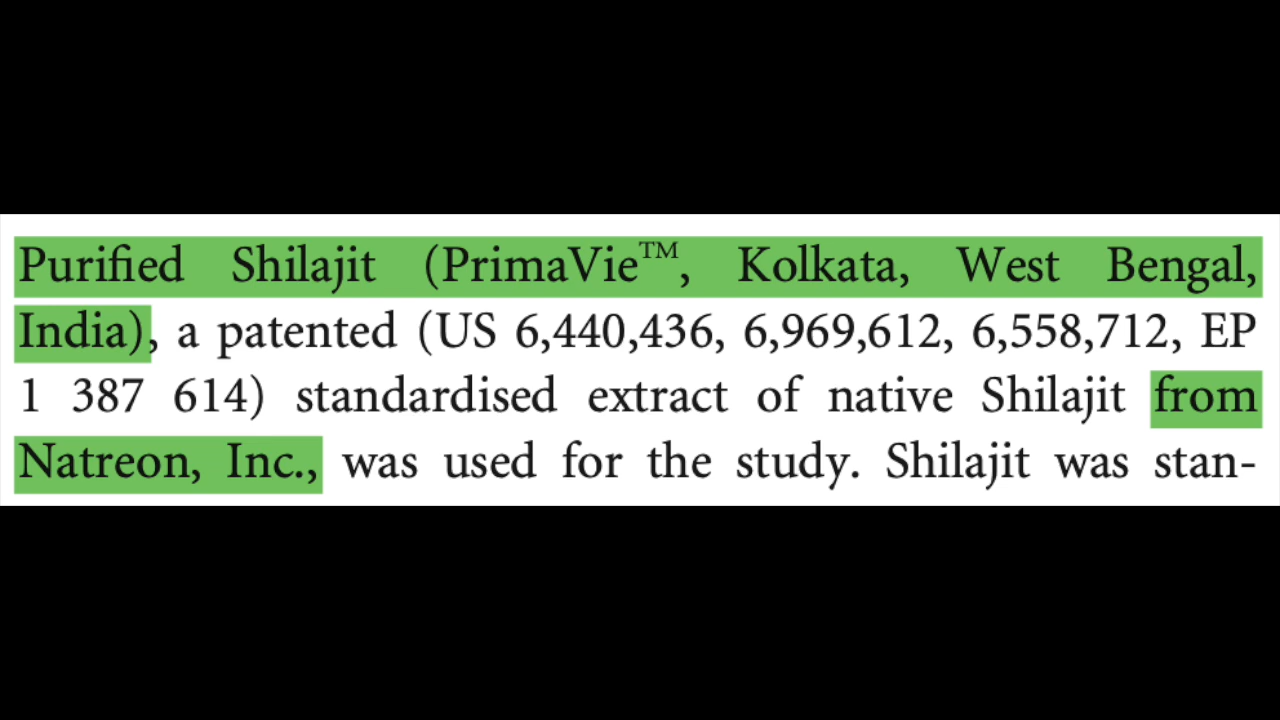 Purified Shilajit (PrimaVie™, Kolkata, West Bengal,
India), a patented (US 6,440,436, 6,969,612, 6,558,712, EP
1 387 614) standardised extract of native Shilajit from
Natreon, Inc., was used for the study. Shilajit was stan-